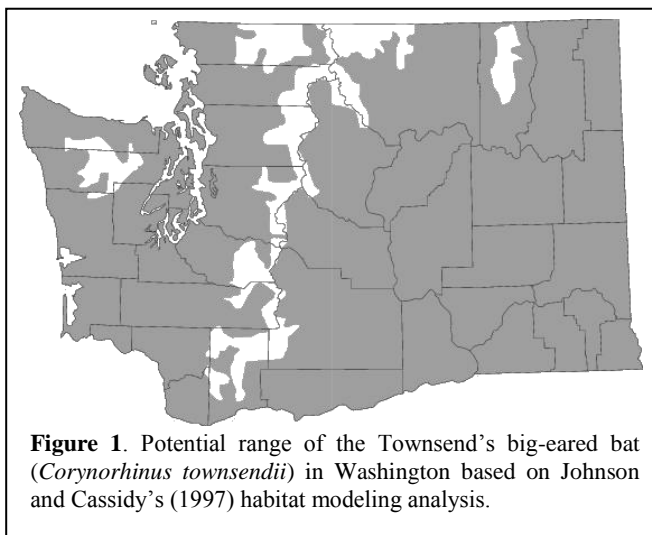 Figure 1. Potential range of the Townsend’s big-eared bat
(Corynorhinus townsendii) in Washington based on Johnson
and Cassidy’s (1997) habitat modeling analysis.